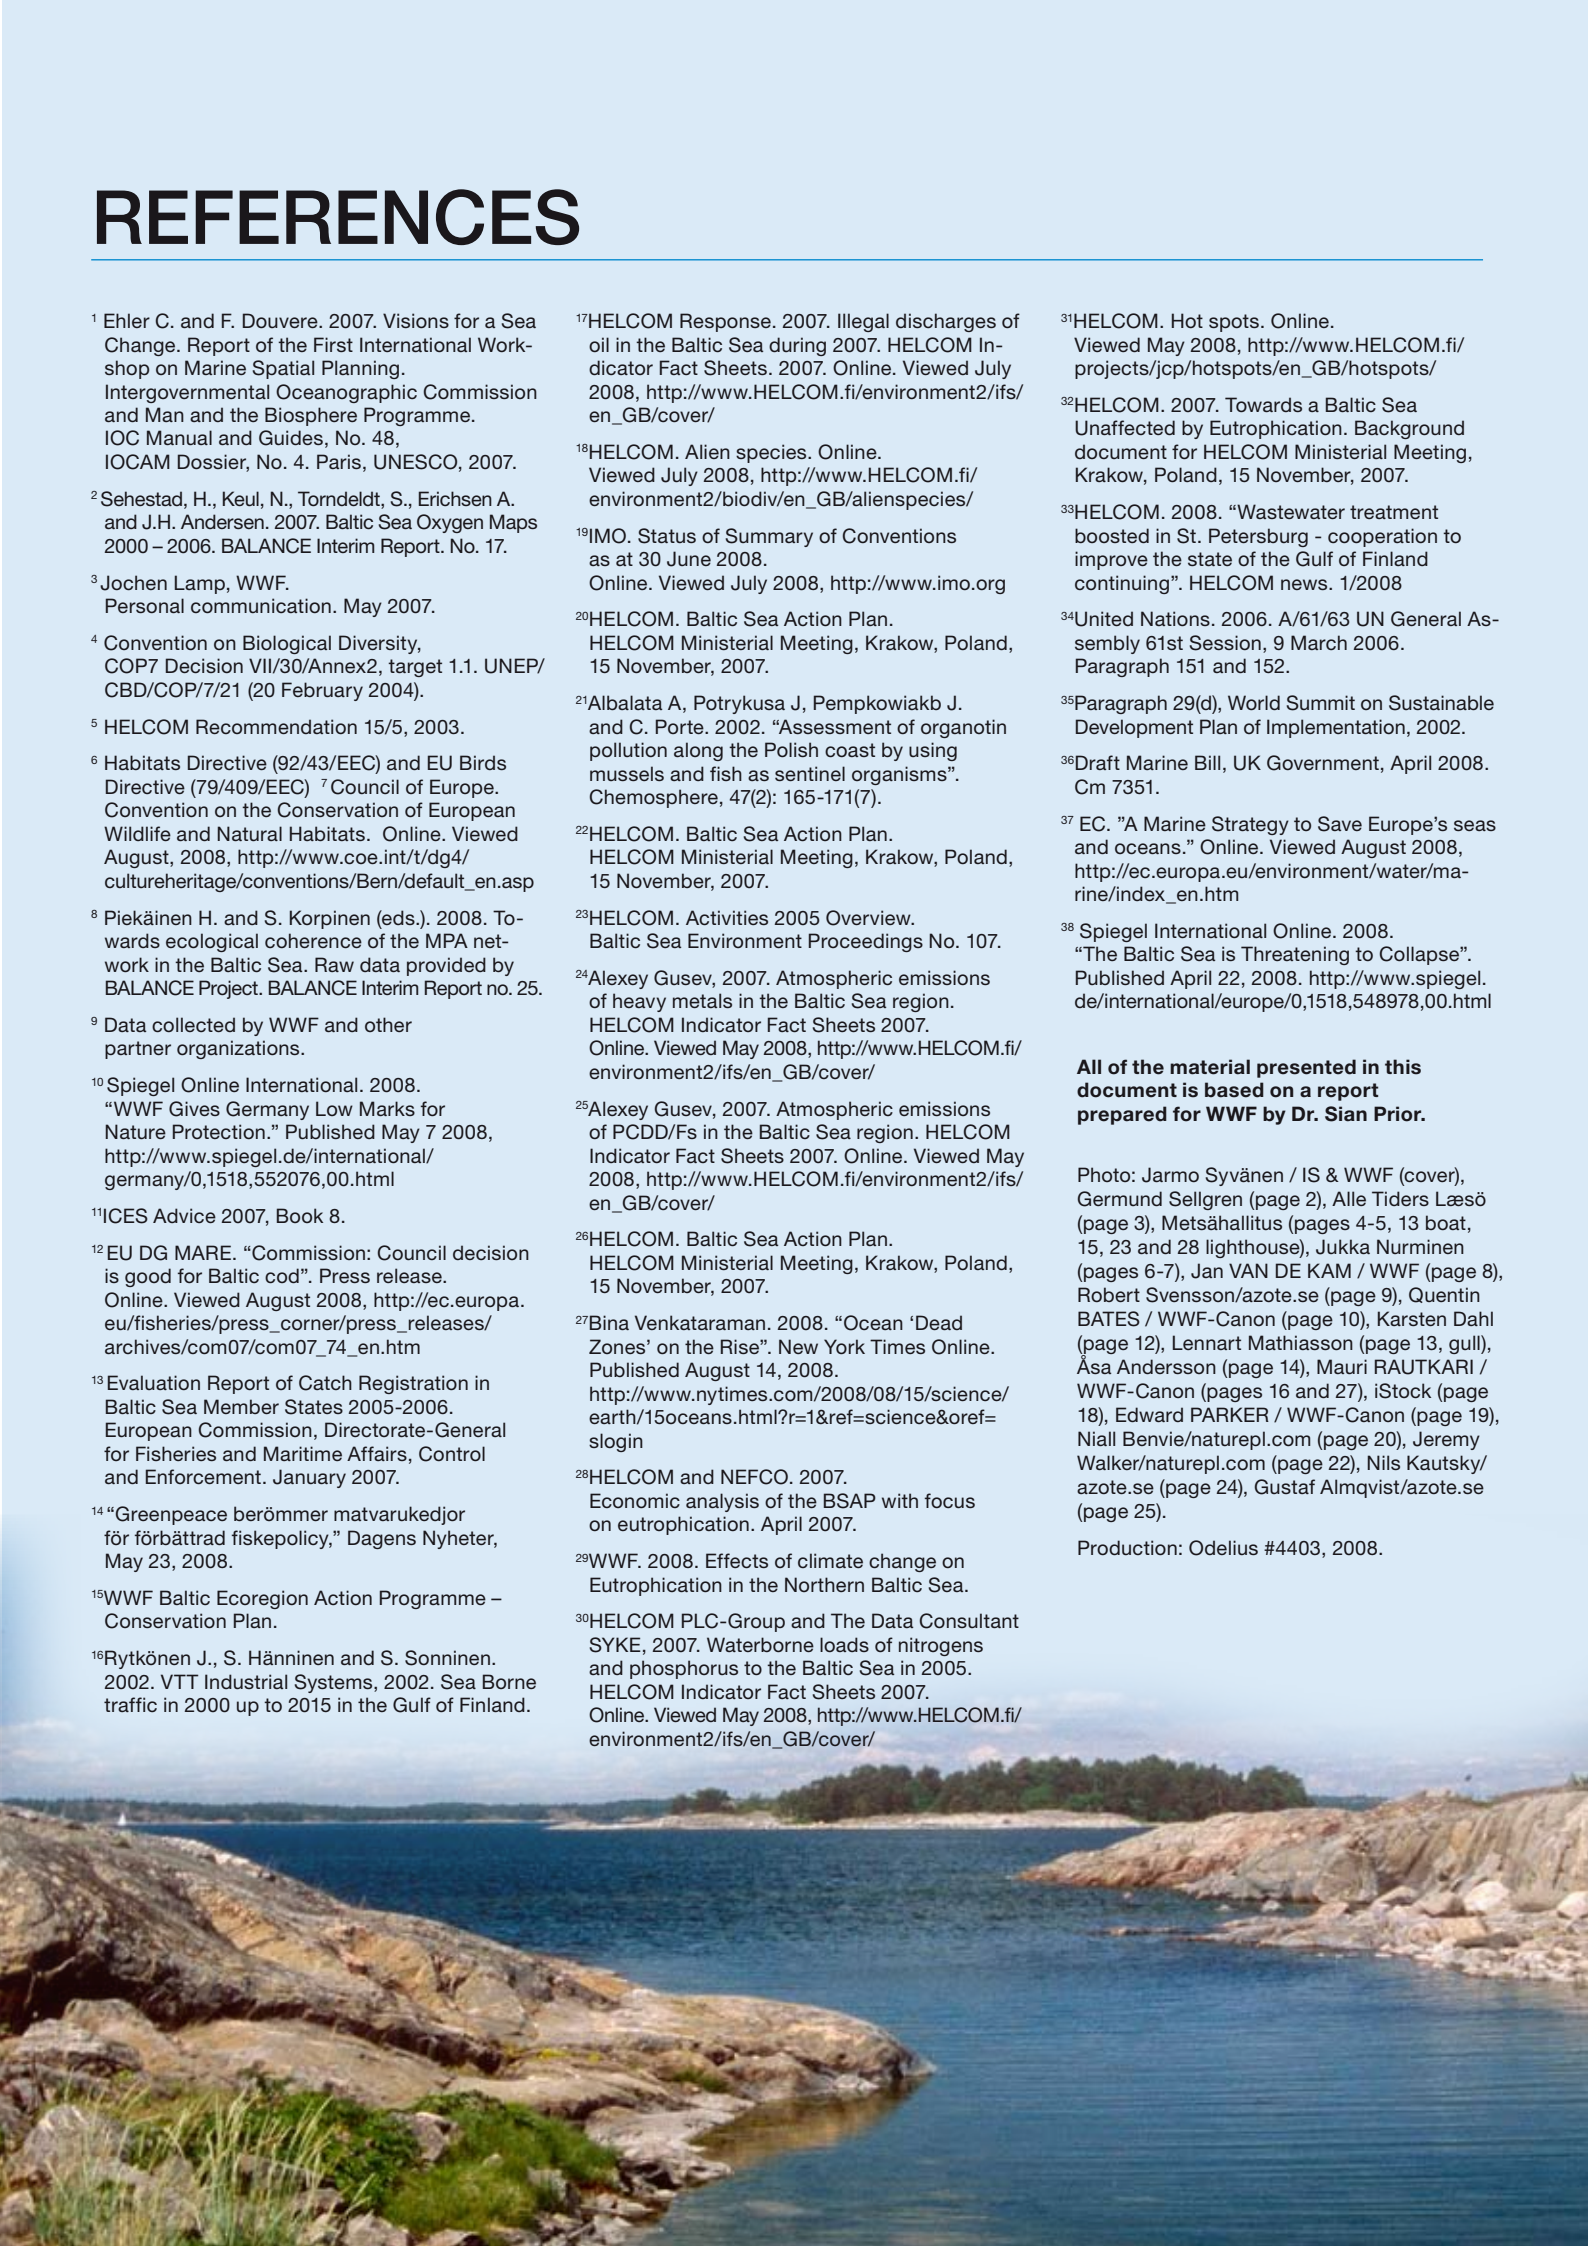 REFERENCES
1 Ehler C. and F. Douvere. 2007. Visions for a Sea
Change. Report of the First International Work-
shop on Marine Spatial Planning.
Intergovernmental Oceanographic Commission
and Man and the Biosphere Programme.
IOC Manual and Guides, No. 48,
IOCAM Dossier, No. 4. Paris, UNESCO, 2007.
2 Sehestad, H., Keul, N., Torndeldt, S., Erichsen A.
and J.H. Andersen. 2007. Baltic Sea Oxygen Maps
2000 – 2006. BALANCE Interim Report. No. 17.
3 Jochen Lamp, WWF.
Personal communication. May 2007.
4 Convention on Biological Diversity,
COP7 Decision VII/30/Annex2, target 1.1. UNEP/
CBD/COP/7/21 (20 February 2004).
5 HELCOM Recommendation 15/5, 2003.
6 Habitats Directive (92/43/EEC) and EU Birds
Directive (79/409/EEC) 7 Council of Europe.
Convention on the Conservation of European
Wildlife and Natural Habitats. Online. Viewed
August, 2008, http://www.coe.int/t/dg4/
cultureheritage/conventions/Bern/default_en.asp
8 Piekäinen H. and S. Korpinen (eds.). 2008. To-
wards ecological coherence of the MPA net-
work in the Baltic Sea. Raw data provided by
BALANCE Project. BALANCE Interim Report no. 25.
9 Data collected by WWF and other
partner organizations.
10 Spiegel Online International. 2008.
“WWF Gives Germany Low Marks for
Nature Protection.” Published May 7 2008,
http://www.spiegel.de/international/
germany/0,1518,552076,00.html
11ICES Advice 2007, Book 8.
12 EU DG MARE. “Commission: Council decision
is good for Baltic cod”. Press release.
Online. Viewed August 2008, http://ec.europa.
eu/fisheries/press_corner/press_releases/
archives/com07/com07_74_en.htm
13 Evaluation Report of Catch Registration in
Baltic Sea Member States 2005-2006.
European Commission, Directorate-General
for Fisheries and Maritime Affairs, Control
and Enforcement. January 2007.
14 “Greenpeace berömmer matvarukedjor
för förbättrad fiskepolicy,” Dagens Nyheter,
May 23, 2008.
15WWF Baltic Ecoregion Action Programme –
Conservation Plan.
16Rytkönen J., S. Hänninen and S. Sonninen.
2002. VTT Industrial Systems, 2002. Sea Borne
traffic in 2000 up to 2015 in the Gulf of Finland.
17HELCOM Response. 2007. Illegal discharges of
oil in the Baltic Sea during 2007. HELCOM In-
dicator Fact Sheets. 2007. Online. Viewed July
2008, http://www.HELCOM.fi/environment2/ifs/
en_GB/cover/
18HELCOM. Alien species. Online.
Viewed July 2008, http://www.HELCOM.fi/
environment2/biodiv/en_GB/alienspecies/
19IMO. Status of Summary of Conventions
as at 30 June 2008.
Online. Viewed July 2008, http://www.imo.org
20HELCOM. Baltic Sea Action Plan.
HELCOM Ministerial Meeting, Krakow, Poland,
15 November, 2007.
21Albalata A, Potrykusa J, Pempkowiakb J.
and C. Porte. 2002. “Assessment of organotin
pollution along the Polish coast by using
mussels and fish as sentinel organisms”.
Chemosphere, 47(2): 165-171(7).
22HELCOM. Baltic Sea Action Plan.
HELCOM Ministerial Meeting, Krakow, Poland,
15 November, 2007.
23HELCOM. Activities 2005 Overview.
Baltic Sea Environment Proceedings No. 107.
24Alexey Gusev, 2007. Atmospheric emissions
of heavy metals in the Baltic Sea region.
HELCOM Indicator Fact Sheets 2007.
Online. Viewed May 2008, http://www.HELCOM.fi/
environment2/ifs/en_GB/cover/
25Alexey Gusev, 2007. Atmospheric emissions
of PCDD/Fs in the Baltic Sea region. HELCOM
Indicator Fact Sheets 2007. Online. Viewed May
2008, http://www.HELCOM.fi/environment2/ifs/
en_GB/cover/
26HELCOM. Baltic Sea Action Plan.
HELCOM Ministerial Meeting, Krakow, Poland,
15 November, 2007.
27Bina Venkataraman. 2008. “Ocean ‘Dead
Zones’ on the Rise”. New York Times Online.
Published August 14, 2008.
http://www.nytimes.com/2008/08/15/science/
earth/15oceans.html?r=1&ref=science&oref=
slogin
28HELCOM and NEFCO. 2007.
Economic analysis of the BSAP with focus
on eutrophication. April 2007.
29WWF. 2008. Effects of climate change on
Eutrophication in the Northern Baltic Sea.
30HELCOM PLC-Group and The Data Consultant
SYKE, 2007. Waterborne loads of nitrogens
and phosphorus to the Baltic Sea in 2005.
HELCOM Indicator Fact Sheets 2007.
Online. Viewed May 2008, http://www.HELCOM.fi/
environment2/ifs/en_GB/cover/
31HELCOM. Hot spots. Online.
Viewed May 2008, http://www.HELCOM.fi/
projects/jcp/hotspots/en_GB/hotspots/
32HELCOM. 2007. Towards a Baltic Sea
Unaffected by Eutrophication. Background
document for HELCOM Ministerial Meeting,
Krakow, Poland, 15 November, 2007.
33HELCOM. 2008. “Wastewater treatment
boosted in St. Petersburg - cooperation to
improve the state of the Gulf of Finland
continuing”. HELCOM news. 1/2008
34United Nations. 2006. A/61/63 UN General As-
sembly 61st Session, 9 March 2006.
Paragraph 151 and 152.
35Paragraph 29(d), World Summit on Sustainable
Development Plan of Implementation, 2002.
36Draft Marine Bill, UK Government, April 2008.
Cm 7351.
37 EC. ”A Marine Strategy to Save Europe’s seas
and oceans.” Online. Viewed August 2008,
http://ec.europa.eu/environment/water/ma-
rine/index_en.htm
38 Spiegel International Online. 2008.
“The Baltic Sea is Threatening to Collapse”.
Published April 22, 2008. http://www.spiegel.
de/international/europe/0,1518,548978,00.html
All of the material presented in this
document is based on a report
prepared for WWF by Dr. Sian Prior.
Photo: Jarmo Syvänen / IS & WWF (cover),
Germund Sellgren (page 2), Alle Tiders Læsö
(page 3), Metsähallitus (pages 4-5, 13 boat,
15, 23 and 28 lighthouse), Jukka Nurminen
(pages 6-7), Jan VAN DE KAM / WWF (page 8),
Robert Svensson/azote.se (page 9), Quentin
BATES / WWF-Canon (page 10), Karsten Dahl
(page 12), Lennart Mathiasson (page 13, gull),
Åsa Andersson (page 14), Mauri RAUTKARI /
WWF-Canon (pages 16 and 27), iStock (page
18), Edward PARKER / WWF-Canon (page 19),
Niall Benvie/naturepl.com (page 20), Jeremy
Walker/naturepl.com (page 22), Nils Kautsky/
azote.se (page 24), Gustaf Almqvist/azote.se
(page 25).
Production: Odelius #4403, 2008.